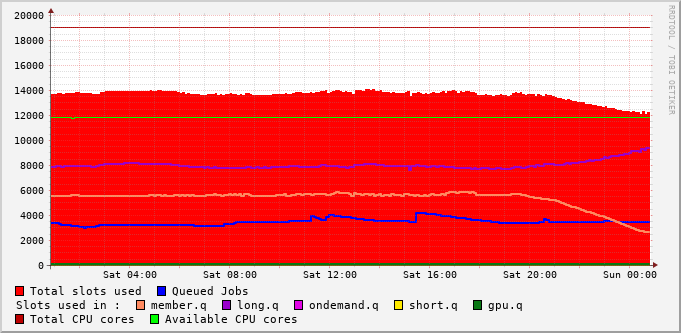 20000
18000
16000
14000
12000
10000
8000
6000
4000
2000
0
Sat 04:00 Sat 08:00 Sat 12:00 Sat 16:00 Sat 20:00 Sun 00:00
Total slots used Queued Jobs
Slots used in : member.q long.q ondemand.q short.q gpu.q
Total CPU cores Available CPU cores
RRDTOOL / TOBI OETIKER